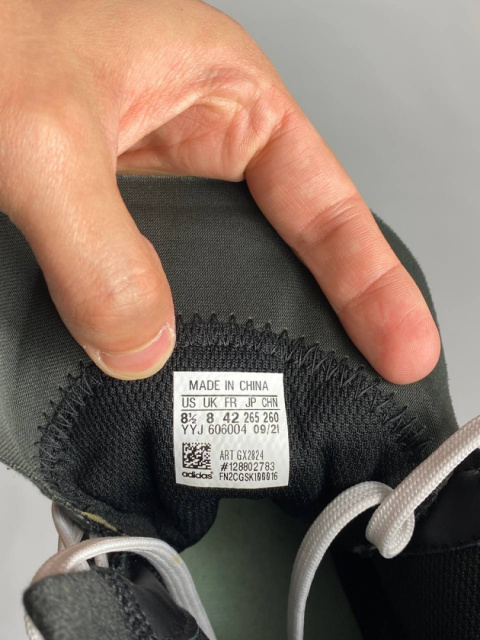 MADE IN CHINA
US UK FR JP CHN
8½ 8 42 265 260
YYJ 606004 09/21
ART GX2824
#128802783
adidas FN2CGSK106016